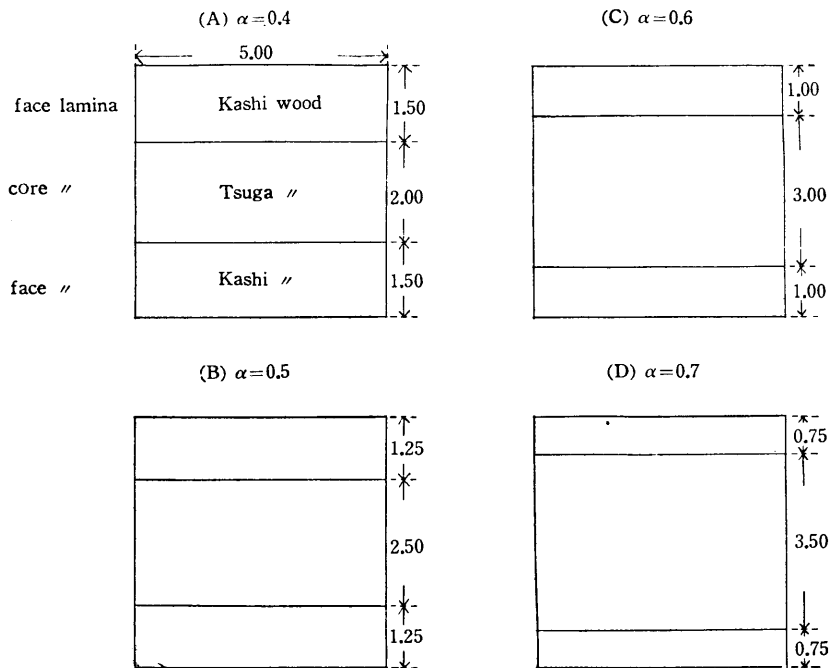 (A) α=0.4
5.00
face lamina Kashi wood 1.50
core 〃 Tsuga 〃 2.00
face 〃 Kashi 〃 1.50
(C) α=0.6
1.00
3.00
1.00
(B) α=0.5
1.25
2.50
1.25
(D) α=0.7
0.75
3.50
0.75